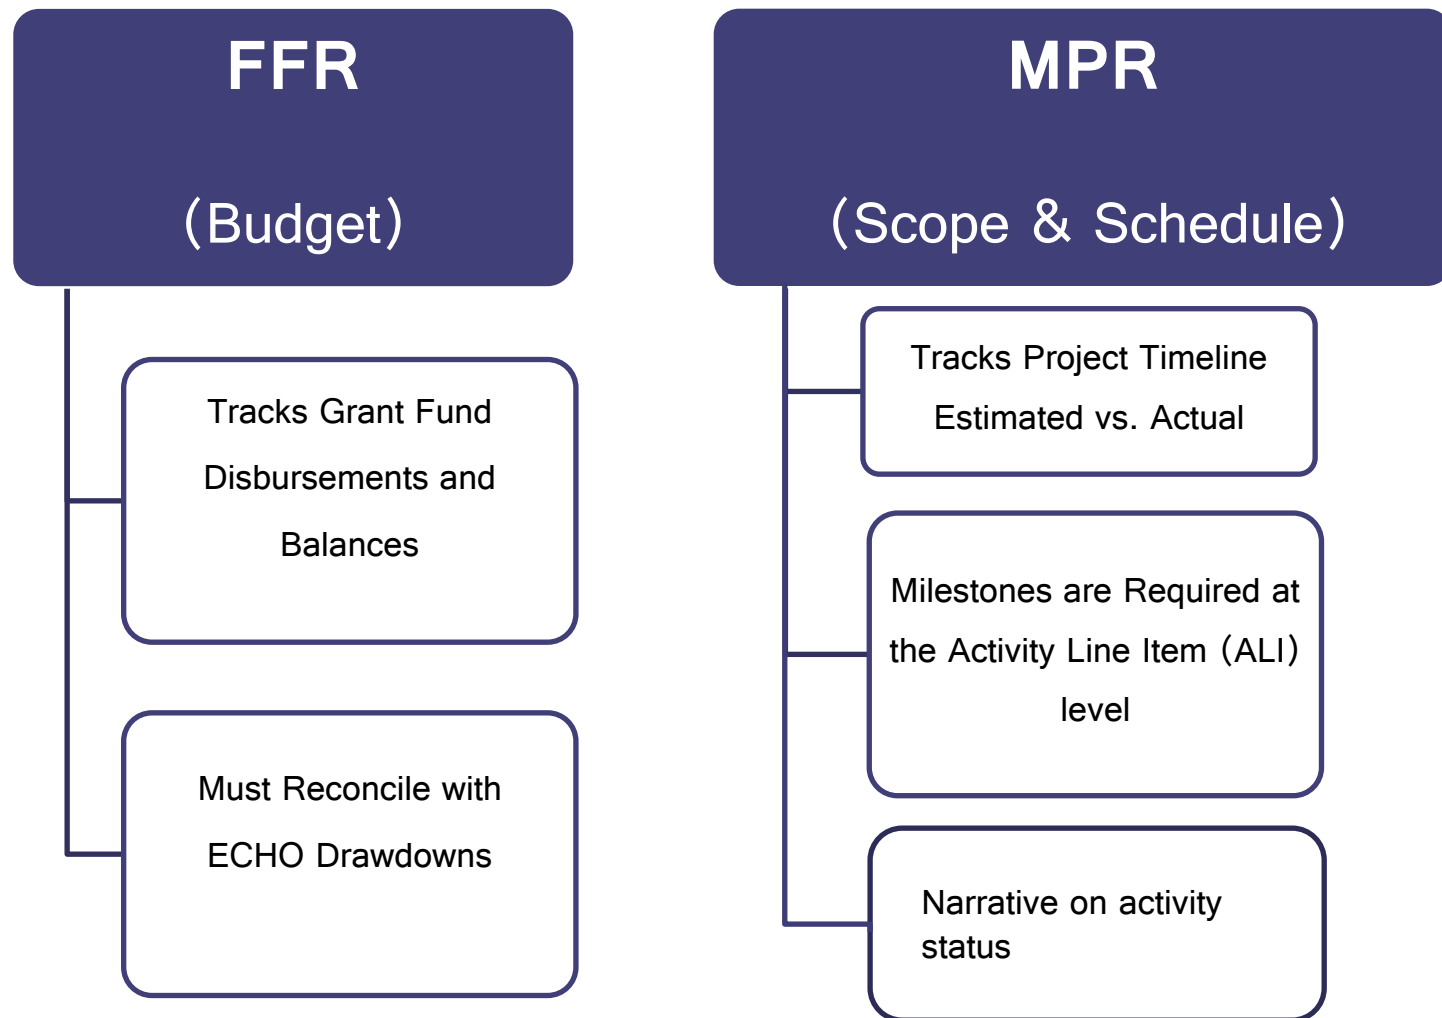 FFR
(Budget)
Tracks Grant Fund
Disbursements and
Balances
Must Reconcile with
ECHO Drawdowns
MPR
(Scope & Schedule)
Tracks Project Timeline
Estimated vs. Actual
Milestones are Required at
the Activity Line Item (ALI)
level
Narrative on activity
status